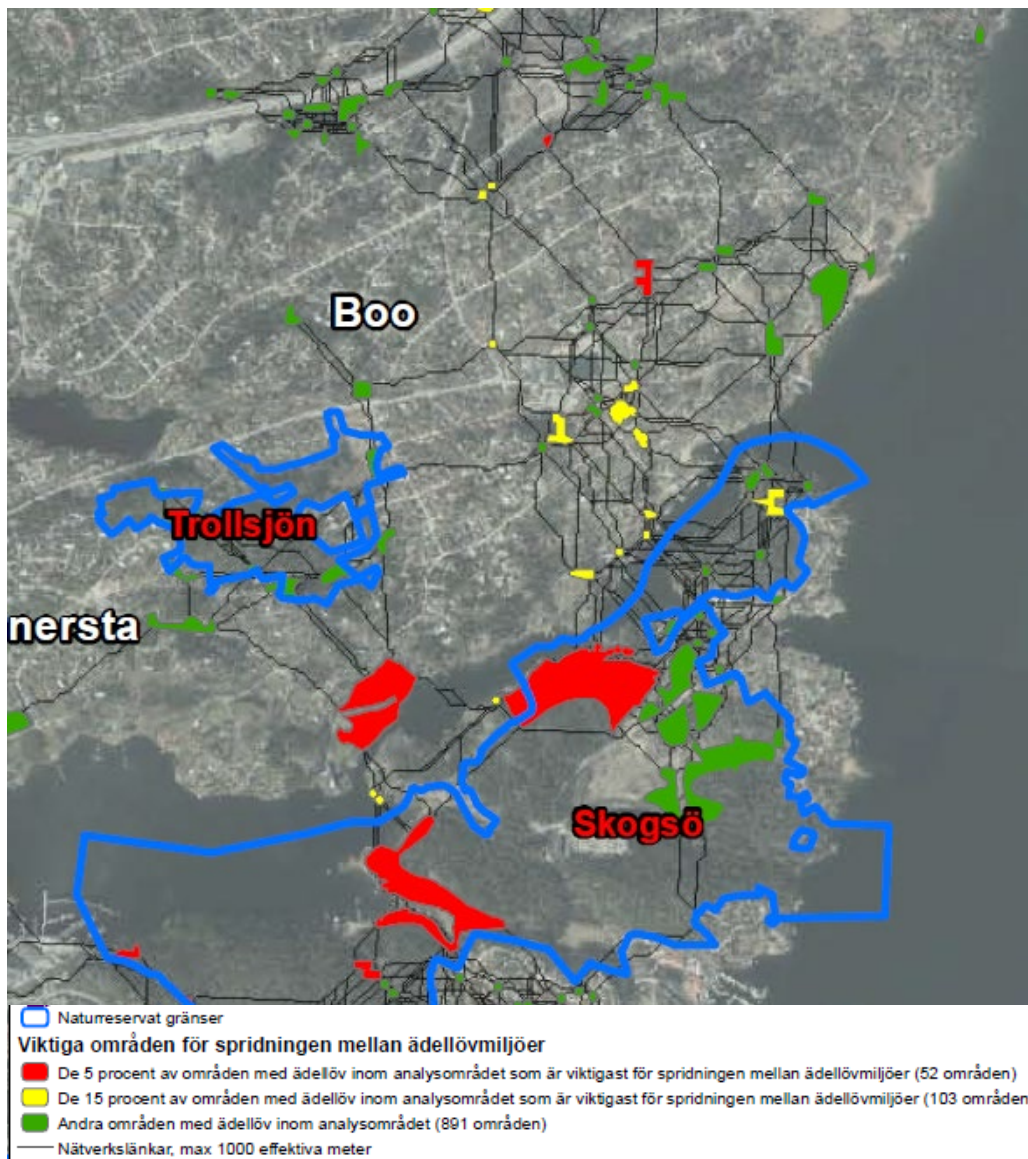 Boo
Trollsjön
nersta
Skogsö
Naturreservat gränser
Viktiga områden för spridningen mellan ädellövmiljöer
De 5 procent av områden med ädellöv inom analysområdet som är viktigast för spridningen mellan ädellövmiljöer (52 områden)
De 15 procent av områden med ädellöv inom analysområdet som är viktigast för spridningen mellan ädellövmiljöer (103 områden
Andra områden med ädellöv inom analysområdet (891 områden)
Nätverkslänkar, max 1000 effektiva meter